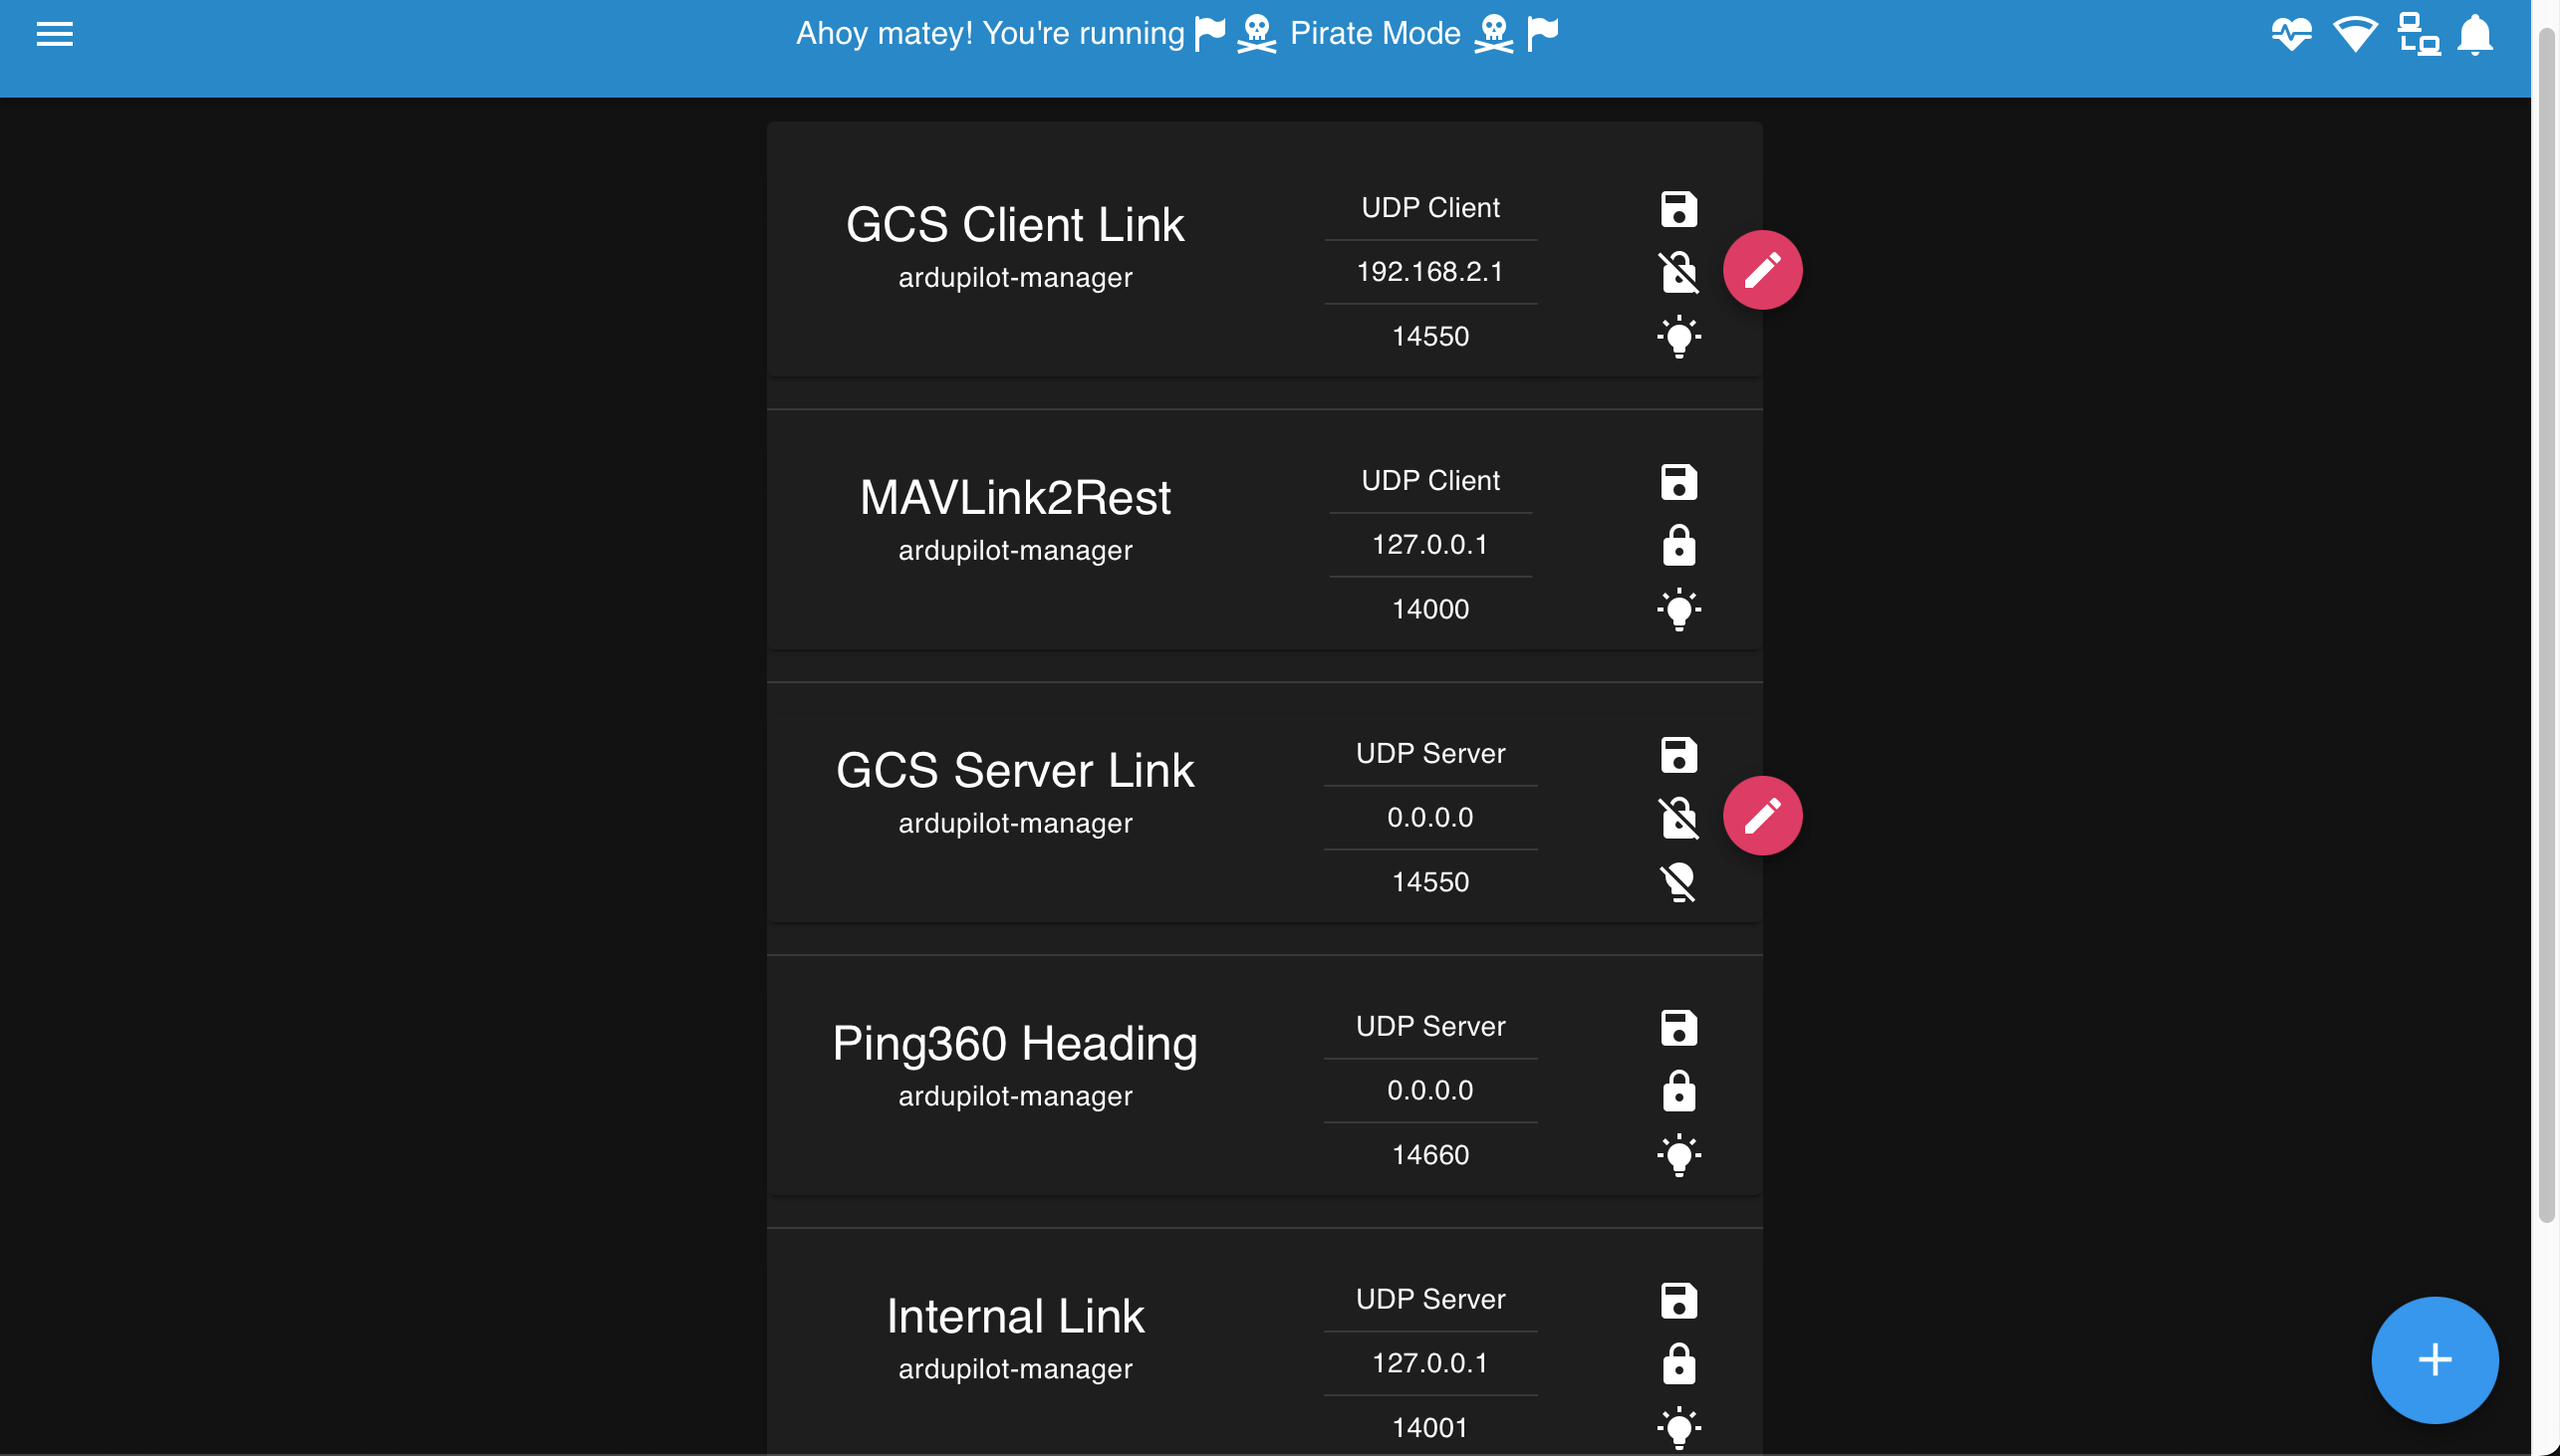 Ahoy matey! You're running Pirate Mode
GCS Client Link
ardupilot-manager
UDP Client
192.168.2.1
14550
MAVLink2Rest
ardupilot-manager
UDP Client
127.0.0.1
14000
GCS Server Link
ardupilot-manager
UDP Server
0.0.0.0
14550
Ping360 Heading
ardupilot-manager
UDP Server
0.0.0.0
14660
Internal Link
ardupilot-manager
UDP Server
127.0.0.1
14001